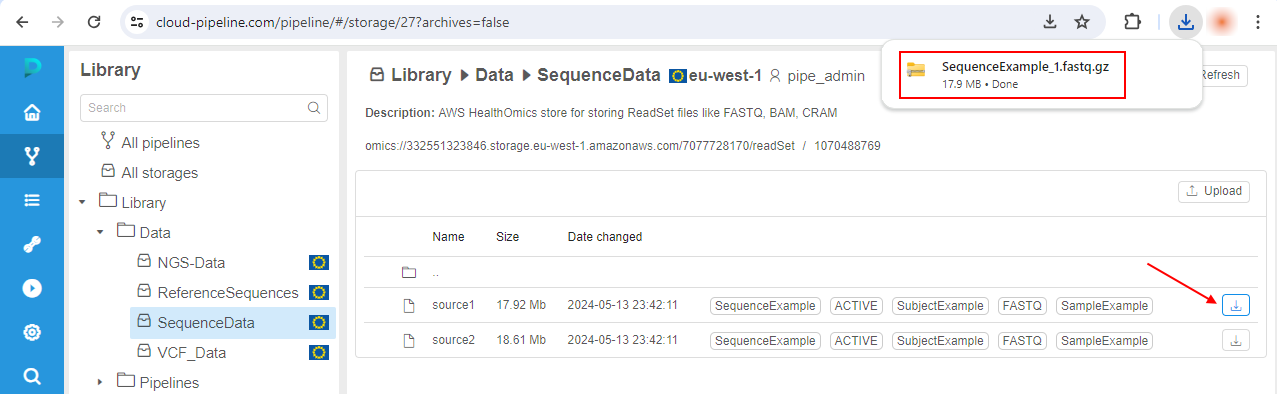 cloud-pipeline.com/pipeline/#/storage/27?archives=false
SequenceExample_1.fastq.gz
17.9 MB • Done
Library
Search
All pipelines
All storages
Library
Data
NGS-Data
ReferenceSequences
SequenceData
VCF_Data
Pipelines
Library Data SequenceData eu-west-1 pipe_admin
Refresh
Description: AWS HealthOmics store for storing ReadSet files like FASTQ, BAM, CRAM
omics://332551323846.storage.eu-west-1.amazonaws.com/7077728170/readSet / 1070488769
Upload
Name Size Date changed
..
source1 17.92 Mb 2024-05-13 23:42:11 SequenceExample ACTIVE SubjectExample FASTQ SampleExample
source2 18.61 Mb 2024-05-13 23:42:11 SequenceExample ACTIVE SubjectExample FASTQ SampleExample